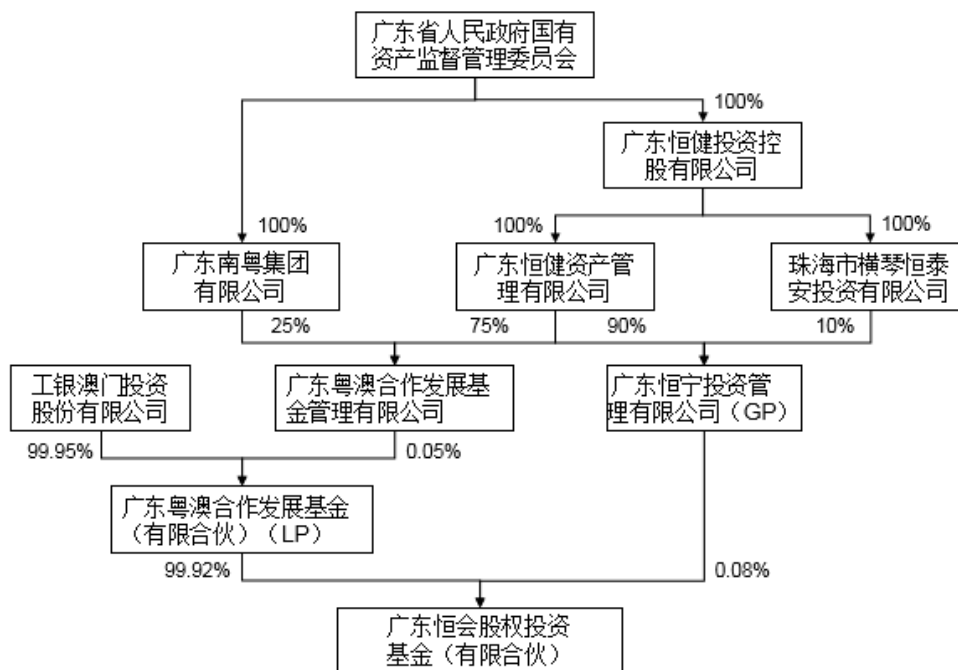 广东省人民政府国有
资产监督管理委员会
100%
广东恒健投资控
股有限公司
100%
100%
100%
广东南粤集团
有限公司
广东恒健资产管
理有限公司
珠海市横琴恒泰
安投资有限公司
25%
75%
90%
10%
工银澳门投资
股份有限公司
广东粤澳合作发展基
金管理有限公司
广东恒宁投资管
理有限公司（GP）
99.95%
0.05%
广东粤澳合作发展基金
（有限合伙）（LP）
99.92%
0.08%
广东恒会股权投资
基金（有限合伙）